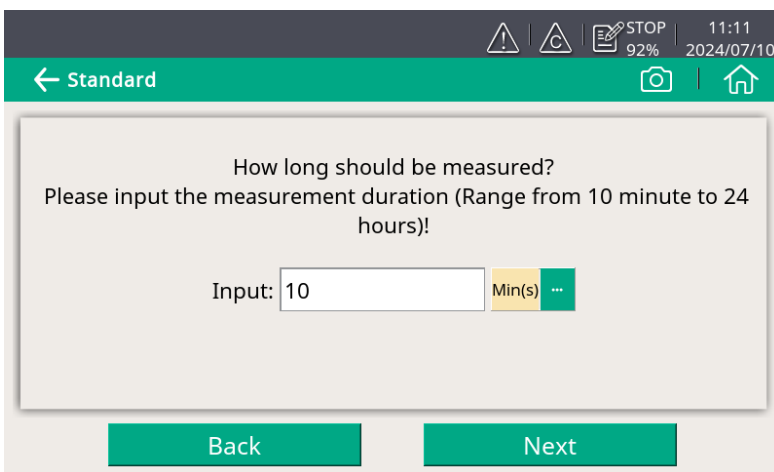 STOP 11:11
C 92% 2024/07/10
Standard
How long should be measured?
Please input the measurement duration (Range from 10 minute to 24
hours)!
Input: 10 Min(s) ...
Back Next